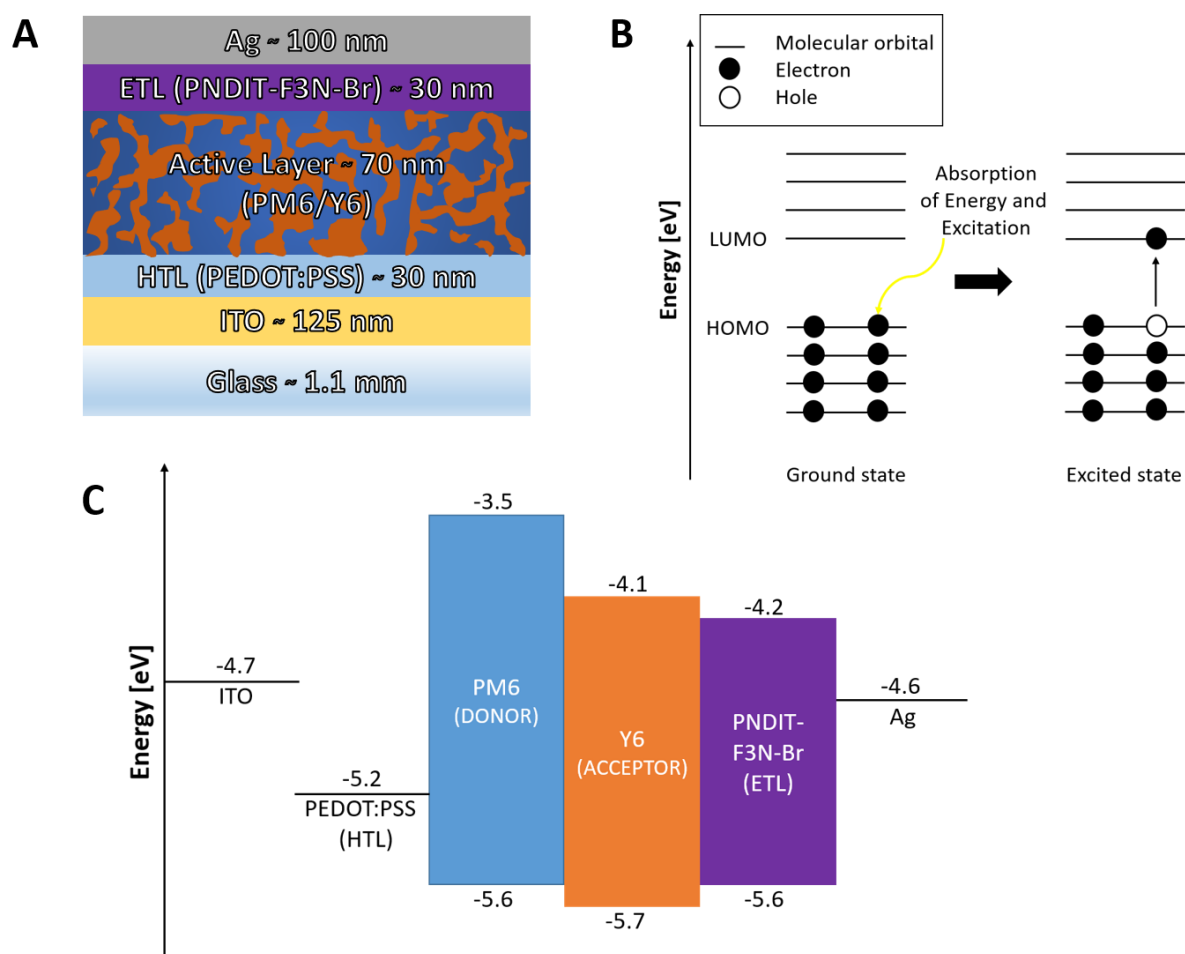 A
Ag ~ 100 nm
ETL (PNDIT-F3N-Br) ~ 30 nm
Active Layer ~ 70 nm
(PM6/Y6)
HTL (PEDOT:PSS) ~ 30 nm
ITO ~ 125 nm
Glass ~ 1.1 mm
B
Molecular orbital
Electron
Hole
Energy [eV]
Absorption
of Energy and
Excitation
LUMO
HOMO
Ground state
Excited state
C
Energy [eV]
-4.7
ITO
-5.2
PEDOT:PSS
(HTL)
-3.5
PM6
(DONOR)
-5.6
-4.1
Y6
(ACCEPTOR)
-5.7
-4.2
PNDIT-
F3N-Br
(ETL)
-5.6
-4.6
Ag